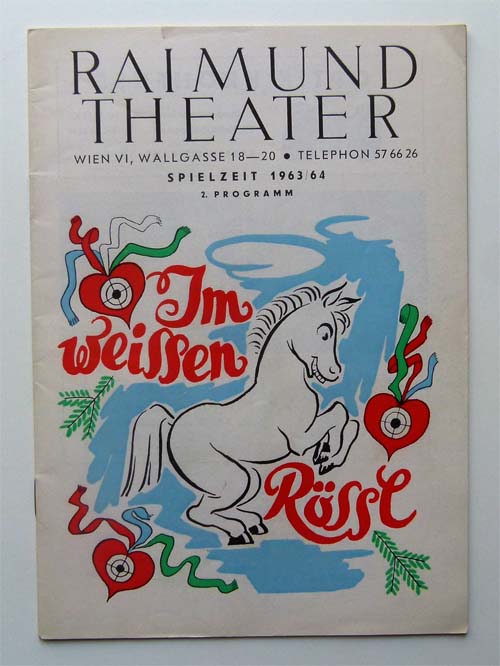 RAIMUND
THEATER
WIEN VI, WALLGASSE 18—20 • TELEPHON 57 66 26
SPIELZEIT 1963/64
2. PROGRAMM
Im
weissen
Rössl